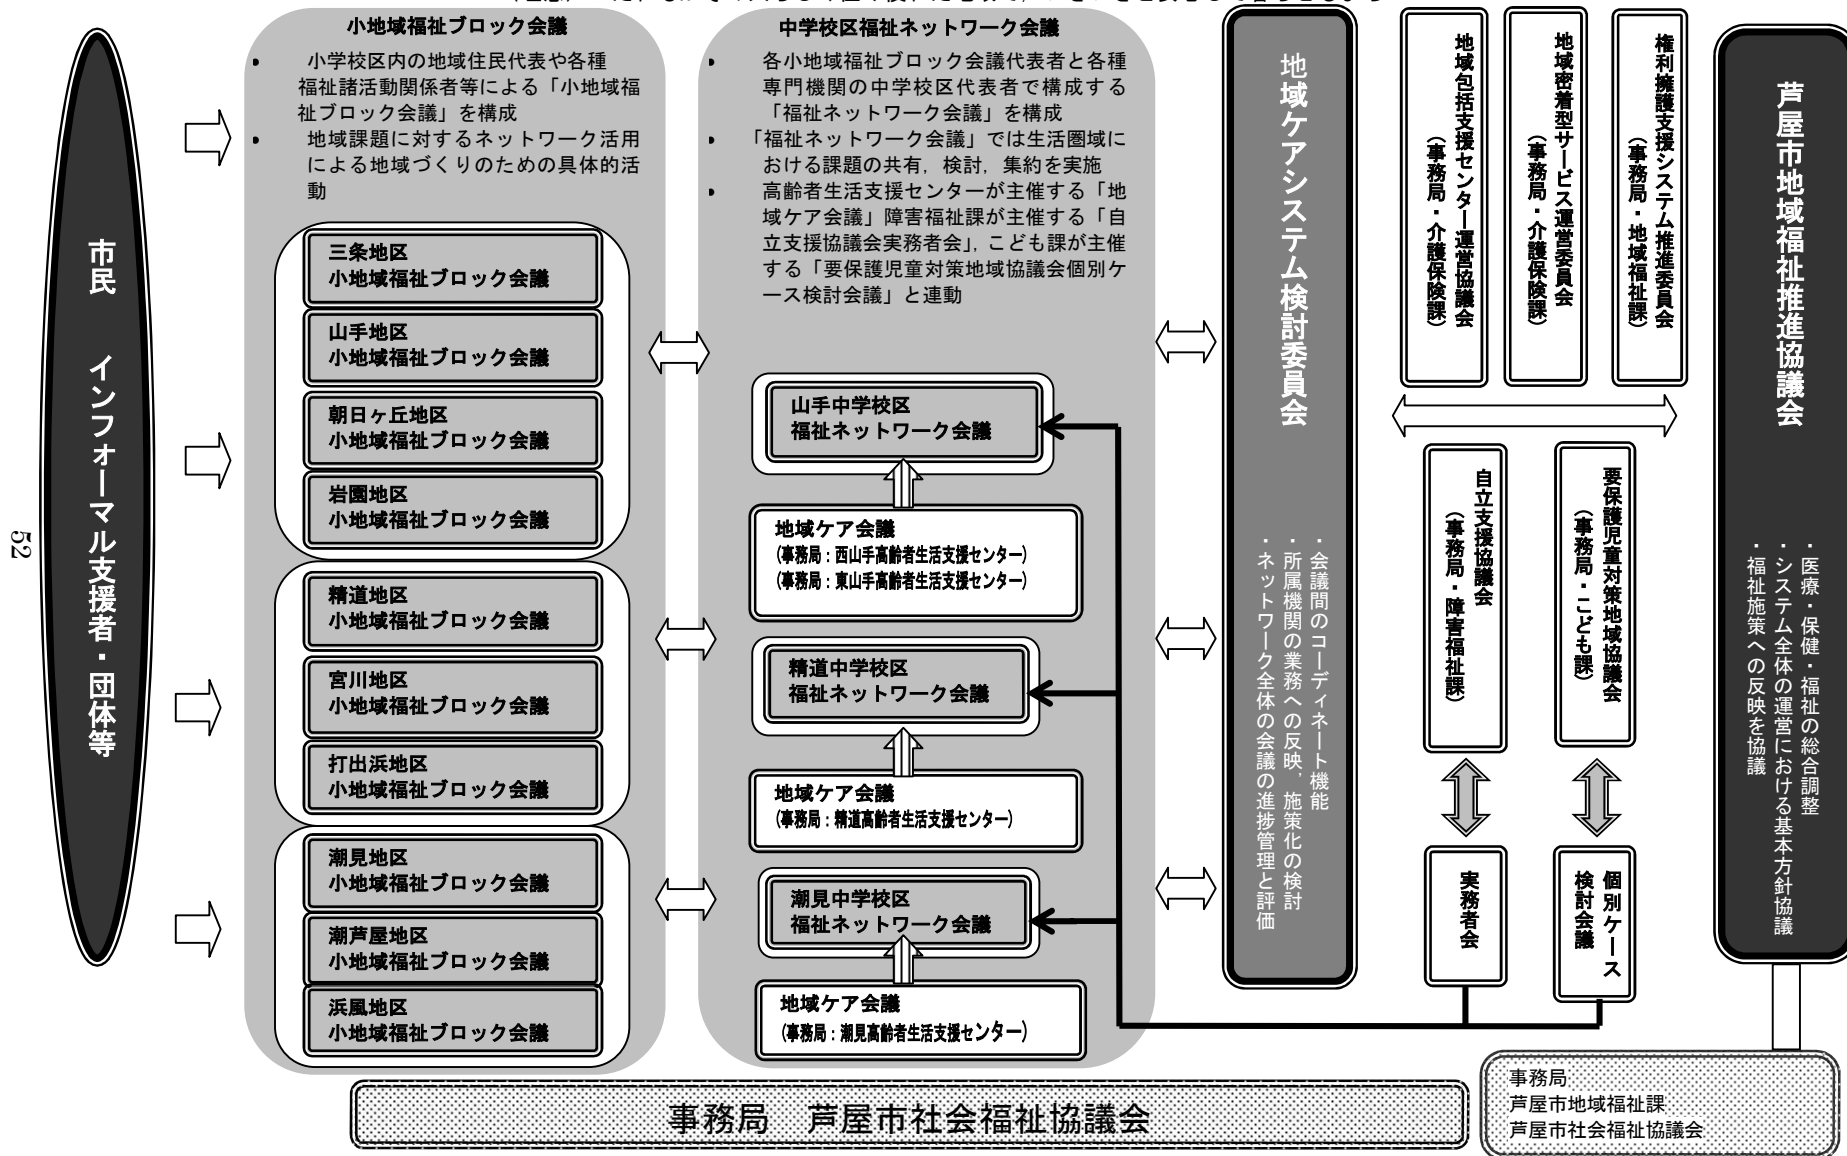 小地域福祉ブロック会議
・ 小学校区内の地域住民代表や各種
福祉諸活動関係者等による「小地域福
祉ブロック会議」を構成
・ 地域課題に対するネットワーク活用
による地域づくりのための具体的活
動
三条地区
小地域福祉ブロック会議
山手地区
小地域福祉ブロック会議
朝日ヶ丘地区
小地域福祉ブロック会議
岩園地区
小地域福祉ブロック会議
精道地区
小地域福祉ブロック会議
宮川地区
小地域福祉ブロック会議
打出浜地区
小地域福祉ブロック会議
潮見地区
小地域福祉ブロック会議
潮芦屋地区
小地域福祉ブロック会議
浜風地区
小地域福祉ブロック会議
市民 インフォーマル支援者・団体等
52
中学校区福祉ネットワーク会議
・ 各小地域福祉ブロック会議代表者と各種
専門機関の中学校区代表者で構成する
「福祉ネットワーク会議」を構成
・ 「福祉ネットワーク会議」では生活圏域に
おける課題の共有，検討，集約を実施
・ 高齢者生活支援センターが主催する「地
域ケア会議」障害福祉課が主催する「自
立支援協議会実務者会」，こども課が主催
する「要保護児童対策地域協議会個別ケ
ース検討会議」と連動
山手中学校区
福祉ネットワーク会議
地域ケア会議
(事務局：西山手高齢者生活支援センター)
(事務局：東山手高齢者生活支援センター)
精道中学校区
福祉ネットワーク会議
地域ケア会議
(事務局：精道高齢者生活支援センター)
潮見中学校区
福祉ネットワーク会議
地域ケア会議
(事務局：潮見高齢者生活支援センター)
地域ケアシステム検討委員会
・会議間のコーディネート機能
・所属機関の業務への反映，施策化の検討
・ネットワーク全体の会議の進捗管理と評価
地域包括支援センター運営協議会
（事務局・介護保険課）
地域密着型サービス運営委員会
（事務局・介護保険課）
権利擁護支援システム推進委員会
（事務局・地域福祉課）
自立支援協議会
（事務局・障害福祉課）
要保護児童対策地域協議会
（事務局・こども課）
実務者会
個別ケース
検討会議
芦屋市地域福祉推進協議会
・医療・保健・福祉の総合調整
・システム全体の運営における基本方針協議
・福祉施策への反映を協議
事務局 芦屋市社会福祉協議会
事務局
芦屋市地域福祉課
芦屋市社会福祉協議会